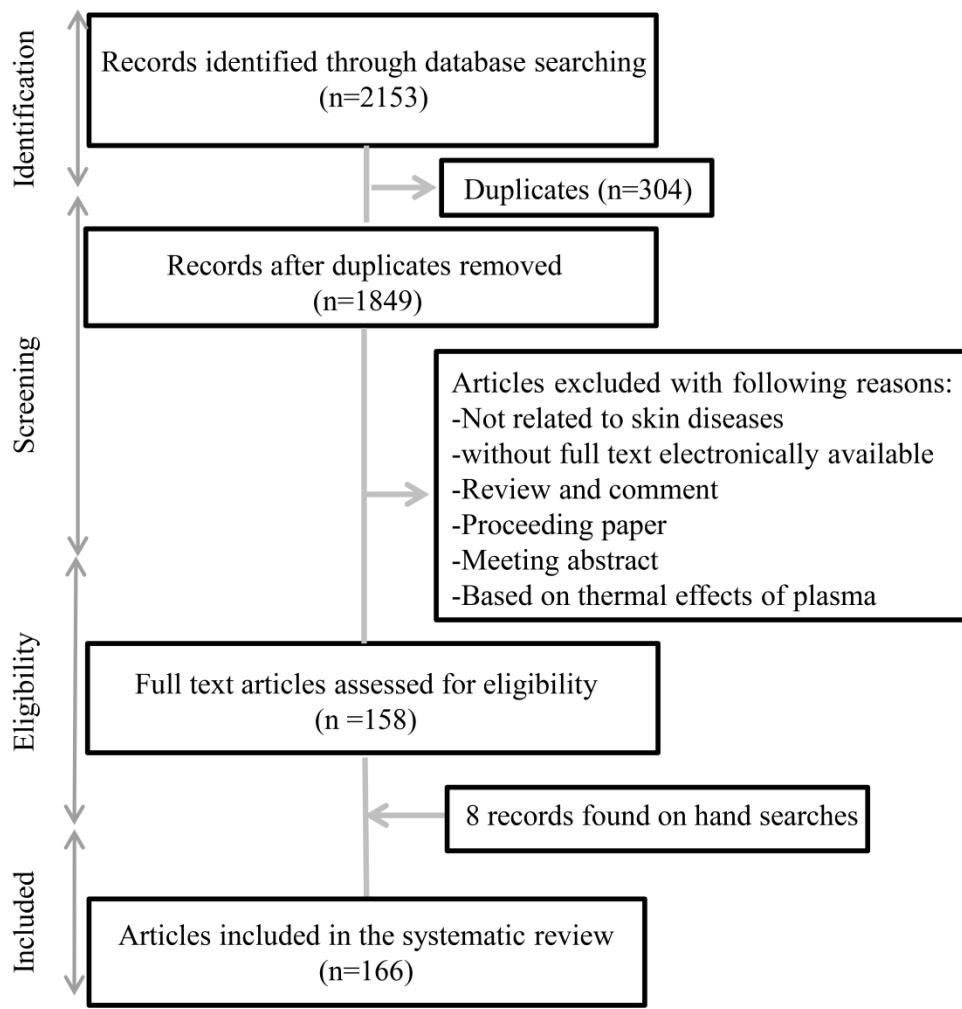 Identification
Records identified through database searching
(n=2153)
Duplicates (n=304)
Screening
Records after duplicates removed
(n=1849)
Articles excluded with following reasons:
-Not related to skin diseases
-without full text electronically available
-Review and comment
-Proceeding paper
-Meeting abstract
-Based on thermal effects of plasma
Eligibility
Full text articles assessed for eligibility
(n =158)
8 records found on hand searches
Included
Articles included in the systematic review
(n=166)